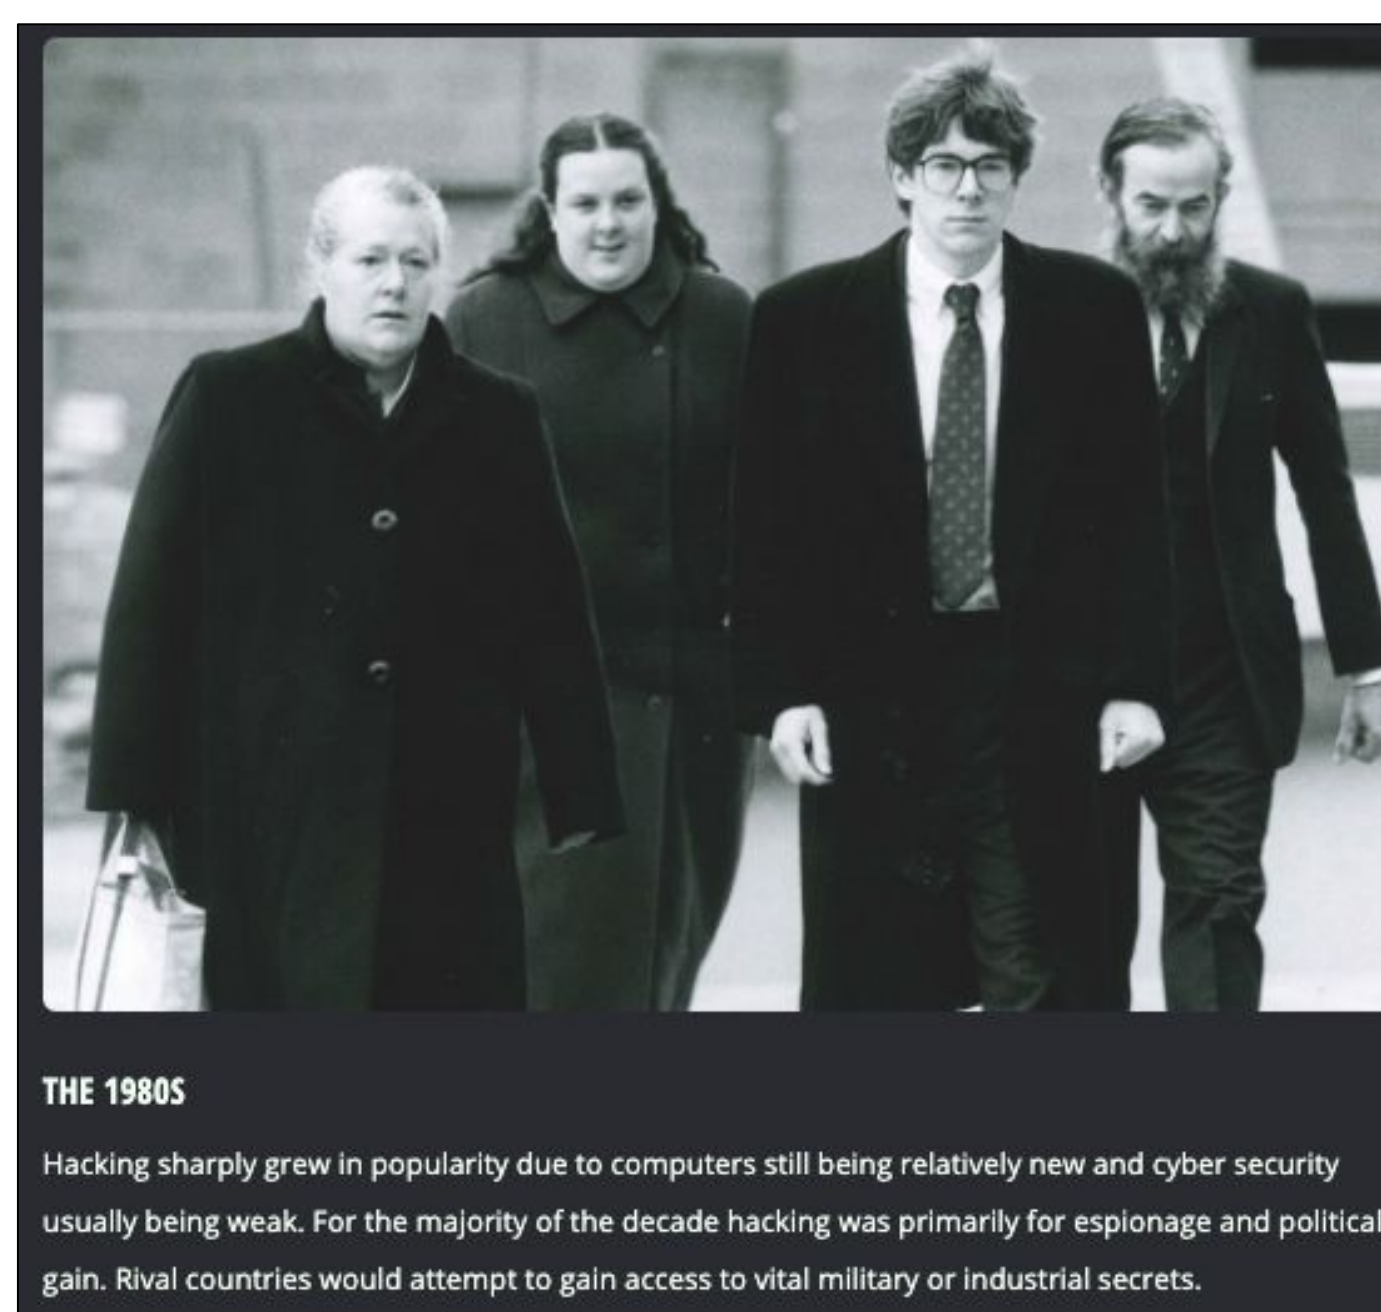 THE 1980S
Hacking sharply grew in popularity due to computers still being relatively new and cyber security
usually being weak. For the majority of the decade hacking was primarily for espionage and political
gain. Rival countries would attempt to gain access to vital military or industrial secrets.